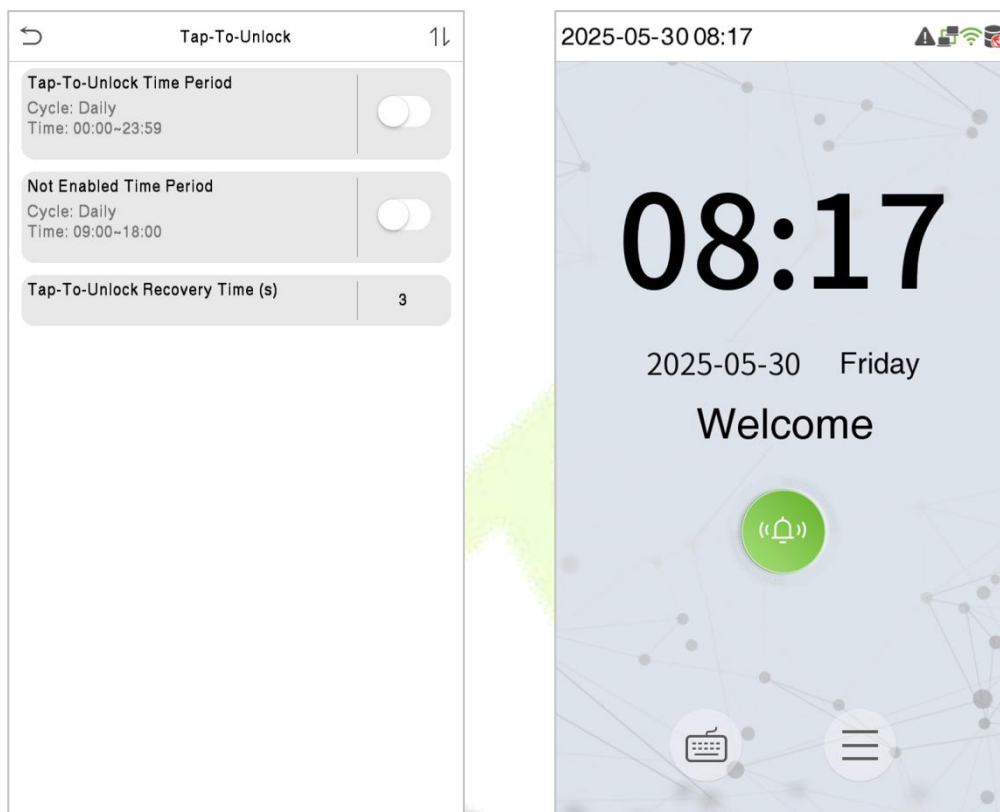 Tap-To-Unlock
Tap-To-Unlock Time Period
Cycle: Daily
Time: 00:00~23:59
Not Enabled Time Period
Cycle: Daily
Time: 09:00~18:00
Tap-To-Unlock Recovery Time (s)
3
2025-05-30 08:17
08:17
2025-05-30 Friday
Welcome